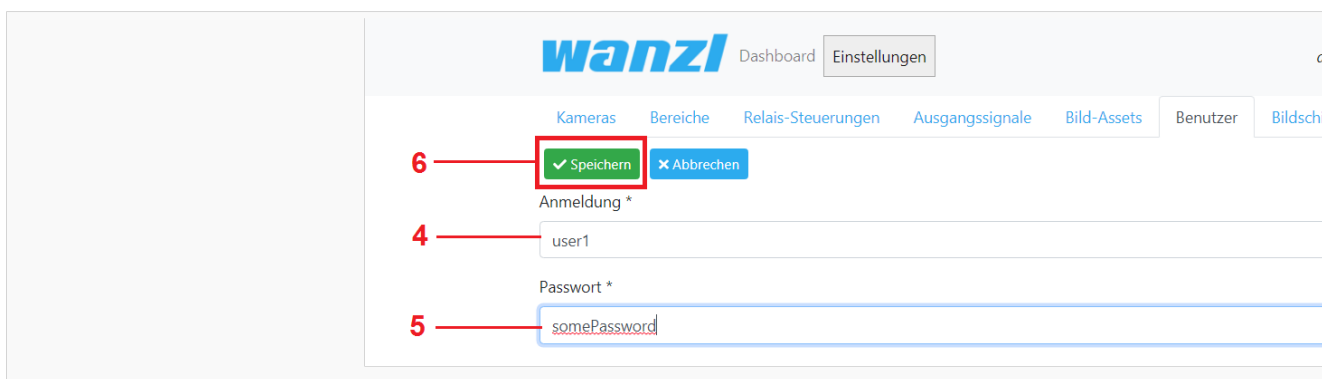 wanzl Dashboard Einstellungen
Kameras Bereiche Relais-Steuerungen Ausgangssignale Bild-Assets Benutzer Bildsch
6 Speichern Abbrechen
Anmeldung *
4 user1
Passwort *
5 somePassword